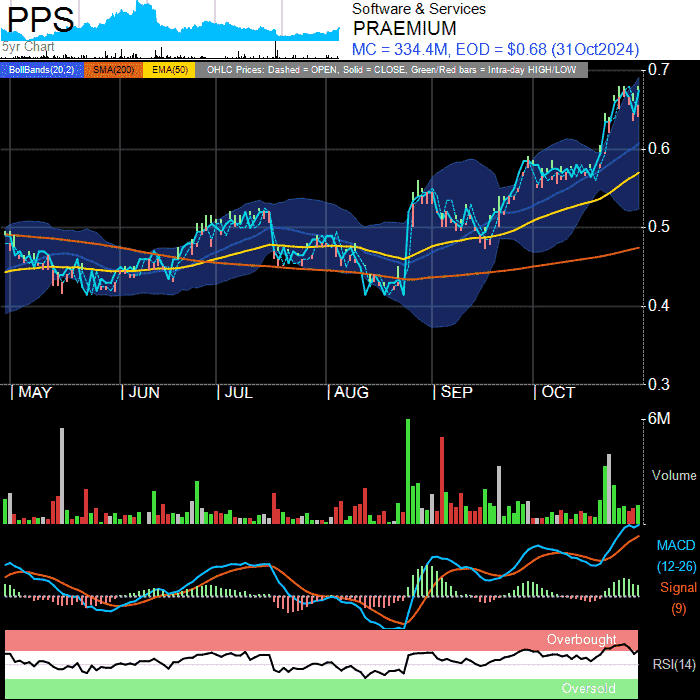 PPS
5yr Chart
Software & Services
PRAEMIUM
MC = 334.4M, EOD = $0.68 (31Oct2024)
BollBands(20,2) SMA(200) EMA(50) OHLC Prices: Dashed = OPEN, Solid = CLOSE, Green/Red bars = Intra-day HIGH/LOW
0.7
0.6
0.5
0.4
0.3
MAY JUN JUL AUG SEP OCT
6M
Volume
MACD
(12-26)
Signal
(9)
Overbought
RSI(14)
Oversold